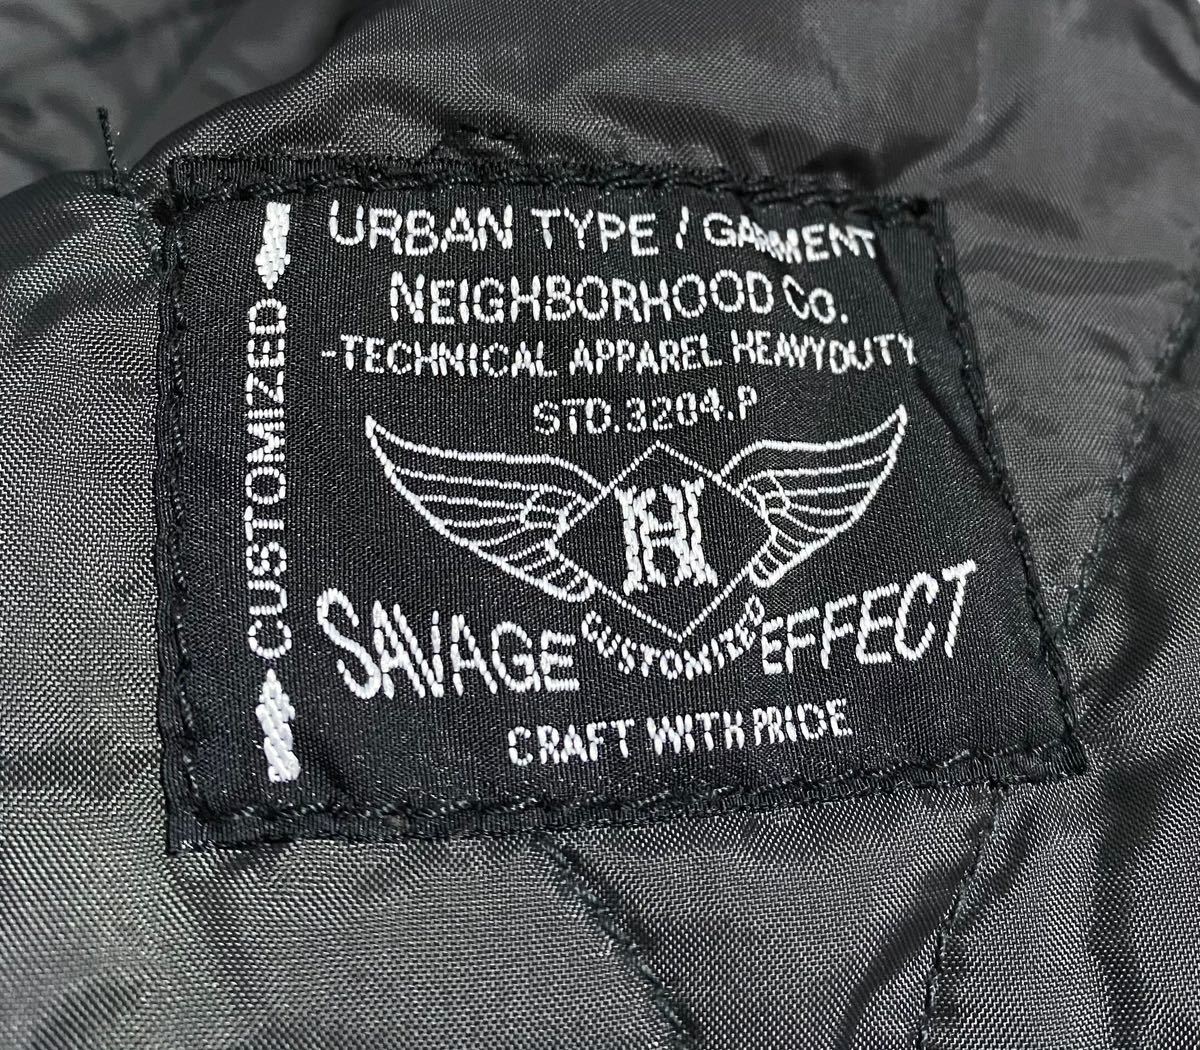 URBAN TYPE / GARMENT
NEIGHBORHOOD CO.
-TECHNICAL APPAREL HEAVYDUTY
STD.3204.P
CUSTOMIZED
H
SAVAGE CUSTOMIZED EFFECT
CRAFT WITH PRIDE